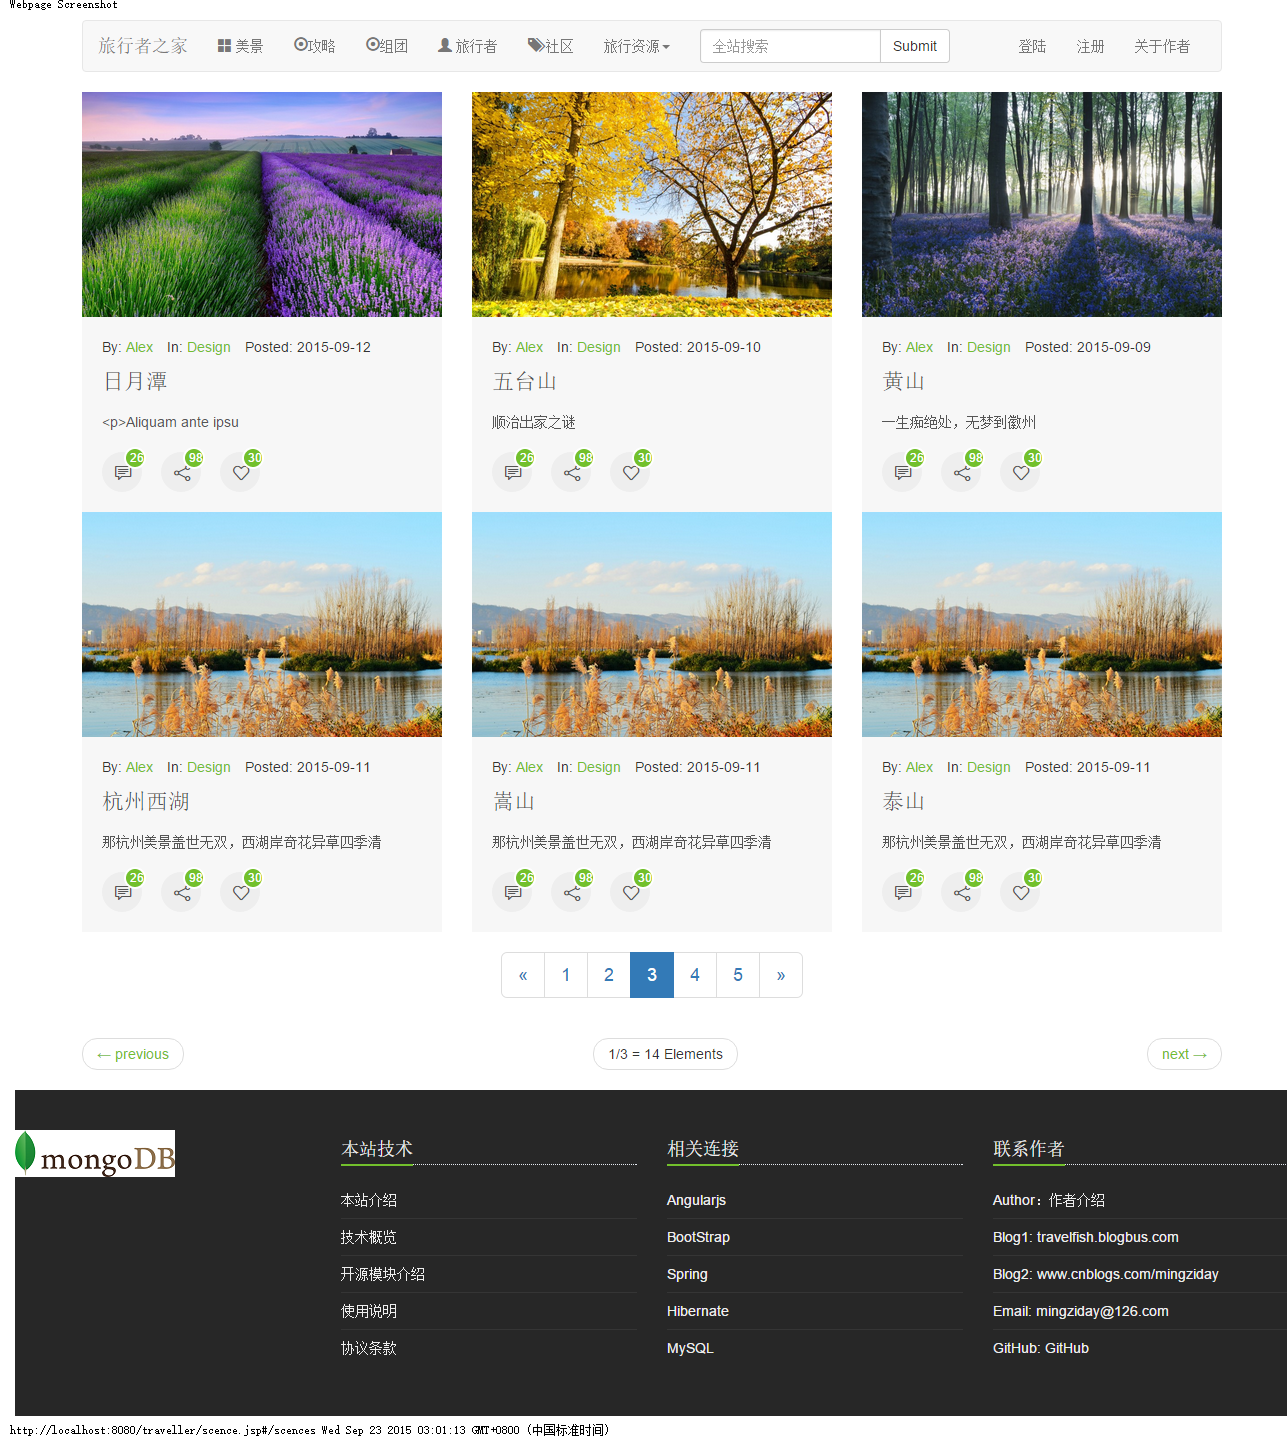 Webpage Screenshot
旅行者之家 美景 攻略 组团 旅行者 社区 旅行资源 全站搜索 Submit 登陆 注册 关于作者
By: Alex In: Design Posted: 2015-09-12
日月潭
<p>Aliquam ante ipsu
26 98 30
By: Alex In: Design Posted: 2015-09-10
五台山
顺治出家之谜
26 98 30
By: Alex In: Design Posted: 2015-09-09
黄山
一生痴绝处，无梦到徽州
26 98 30
By: Alex In: Design Posted: 2015-09-11
杭州西湖
那杭州美景盖世无双，西湖岸奇花异草四季清
26 98 30
By: Alex In: Design Posted: 2015-09-11
嵩山
那杭州美景盖世无双，西湖岸奇花异草四季清
26 98 30
By: Alex In: Design Posted: 2015-09-11
泰山
那杭州美景盖世无双，西湖岸奇花异草四季清
26 98 30
« 1 2 3 4 5 »
← previous 1/3 = 14 Elements next →
mongoDB
本站技术
本站介绍
技术概览
开源模块介绍
使用说明
协议条款
相关连接
Angularjs
BootStrap
Spring
Hibernate
MySQL
联系作者
Author：作者介绍
Blog1: travelfish.blogbus.com
Blog2: www.cnblogs.com/mingziday
Email: mingziday@126.com
GitHub: GitHub
http://localhost:8080/traveller/scence.jsp#/scences Wed Sep 23 2015 03:01:13 GMT+0800 (中国标准时间)